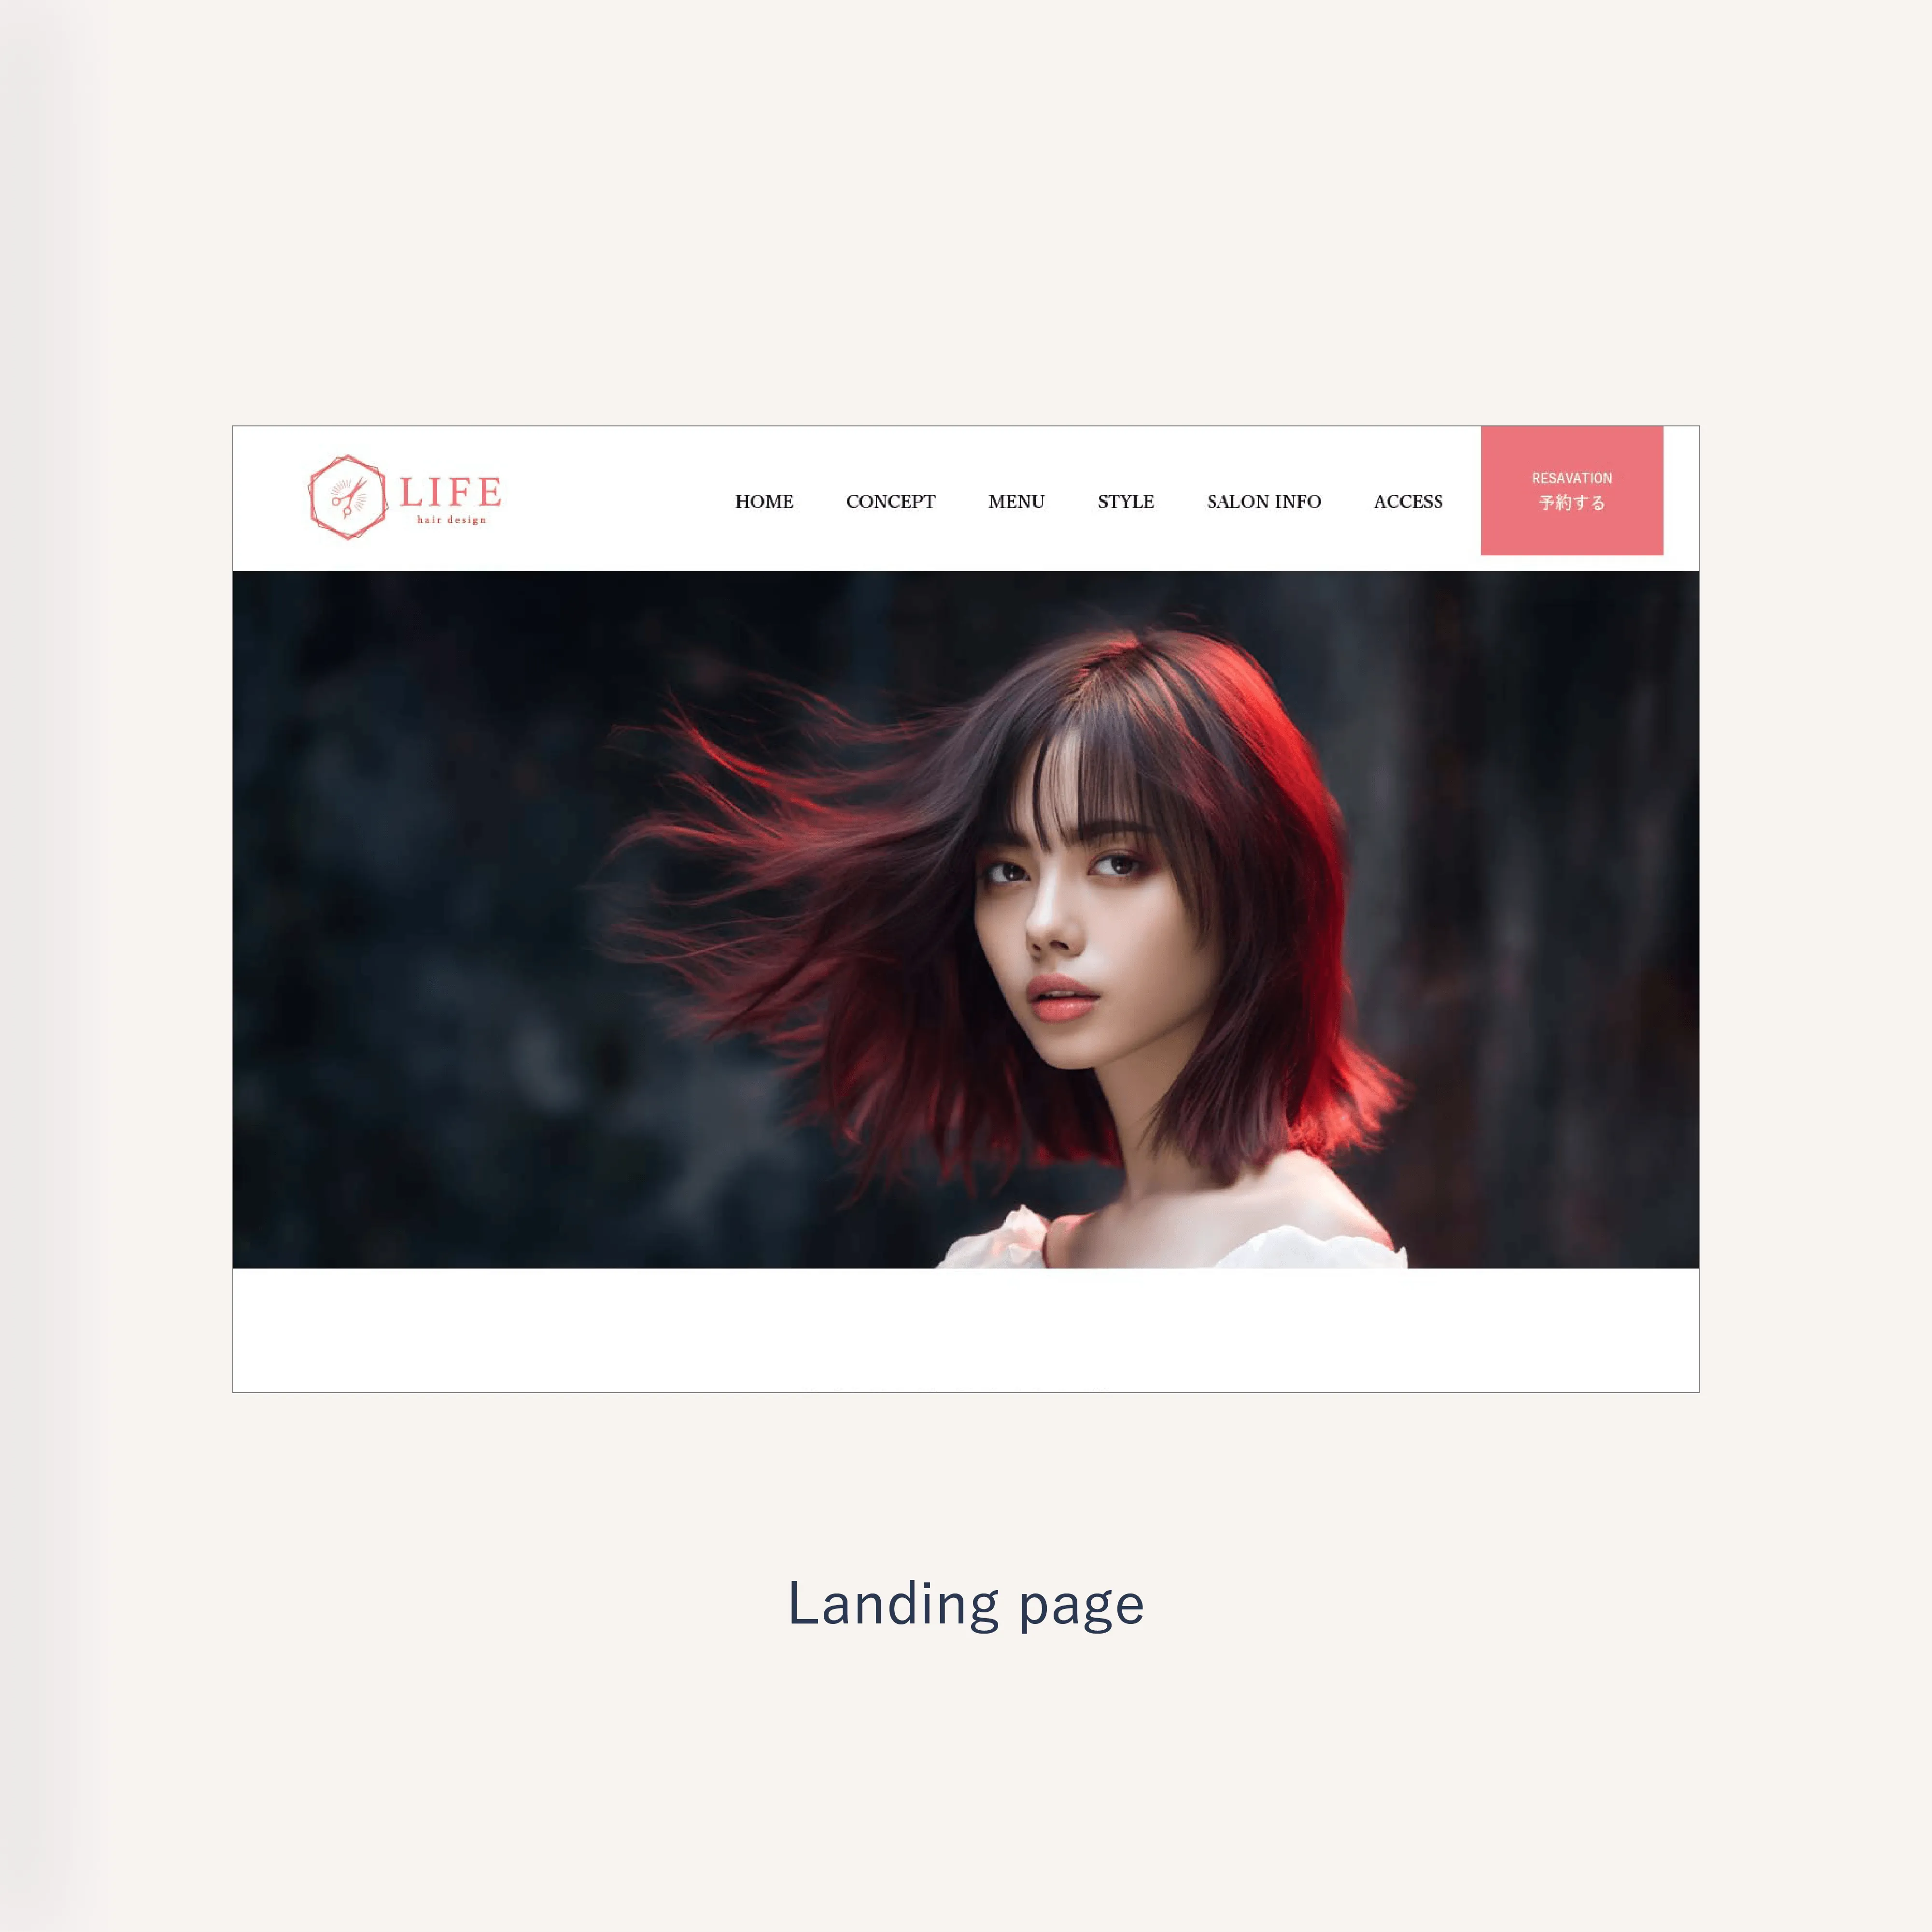 LIFE
hair design
HOME CONCEPT MENU STYLE SALON INFO ACCESS
RESAVATION
予約する
Landing page